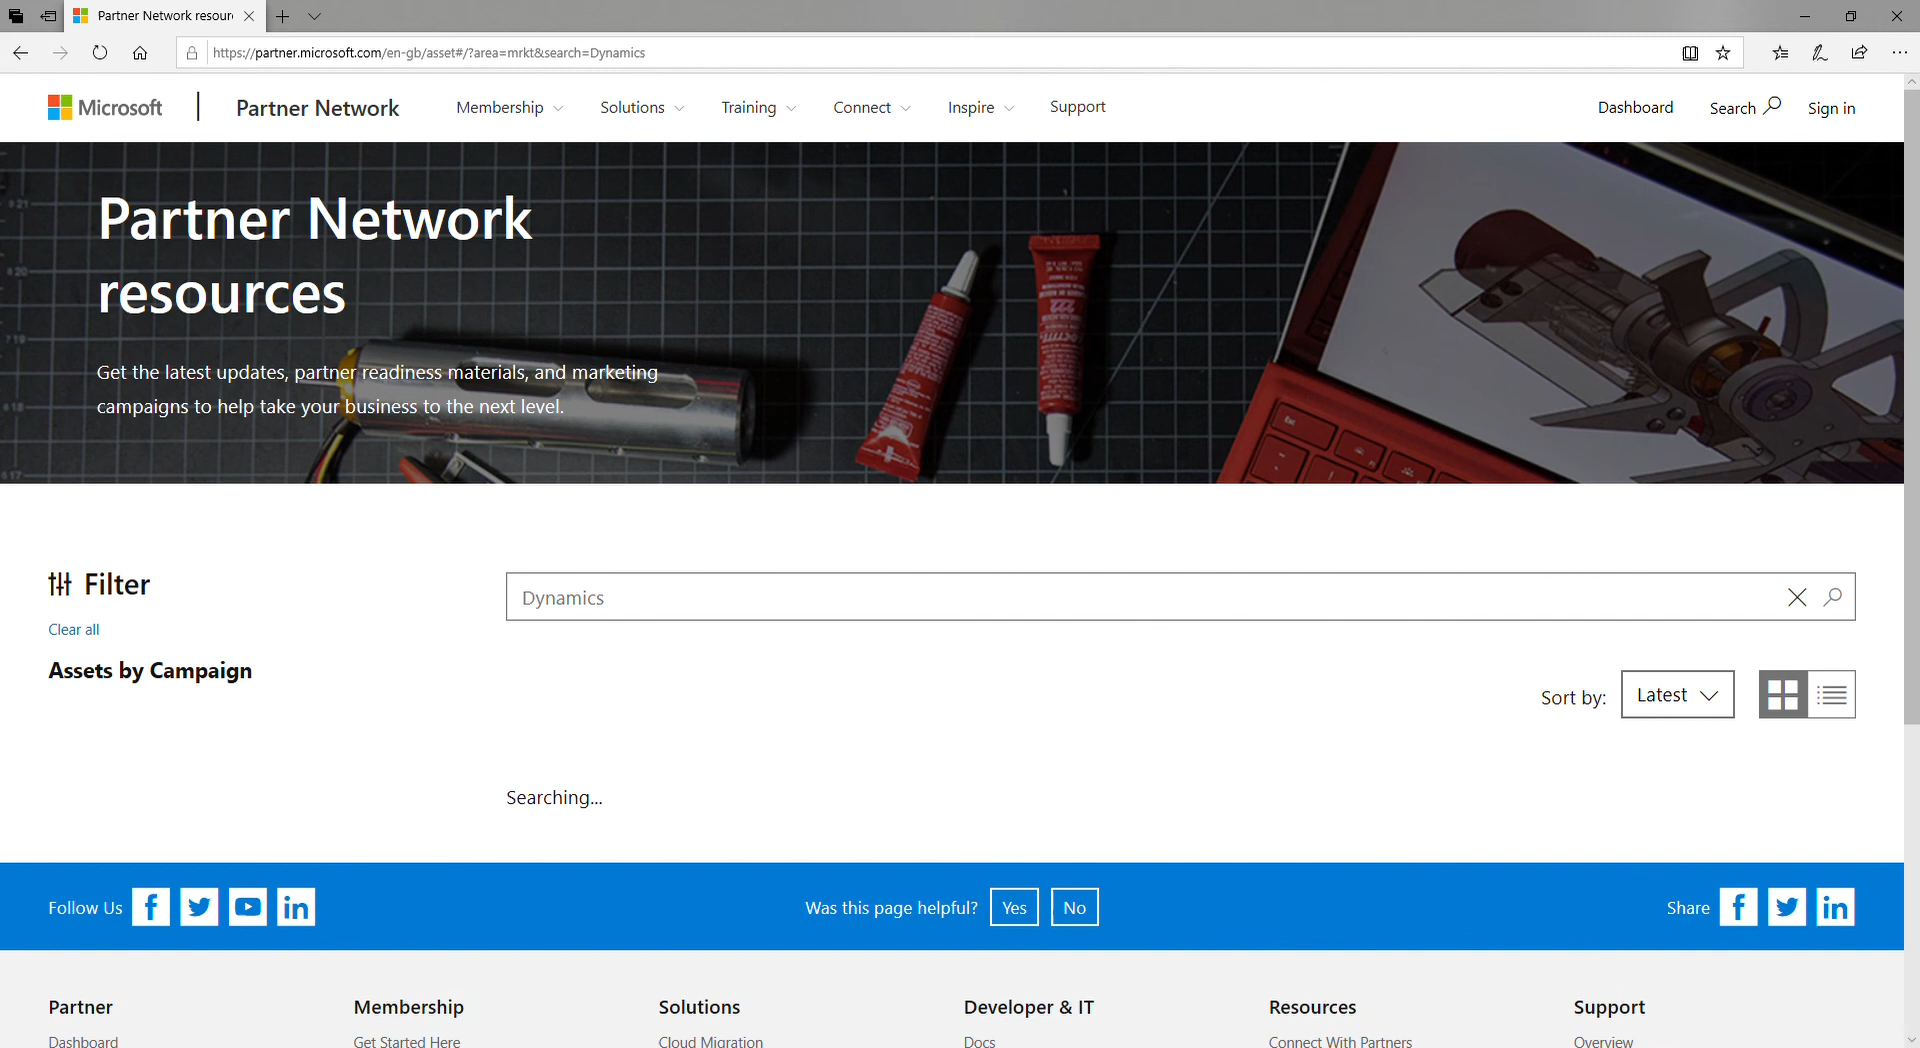 Partner Network resour
https://partner.microsoft.com/en-gb/asset#/?area=mrkt&search=Dynamics
Microsoft
Partner Network
Membership
Solutions
Training
Connect
Inspire
Support
Dashboard
Search
Sign in
Partner Network
resources
Get the latest updates, partner readiness materials, and marketing
campaigns to help take your business to the next level.
Filter
Clear all
Assets by Campaign
Dynamics
Sort by:
Latest
Searching...
Follow Us
Was this page helpful?
Yes
No
Share
Partner
Membership
Solutions
Developer & IT
Resources
Support
Dashboard
Get Started Here
Cloud Migration
Docs
Connect With Partners
Overview